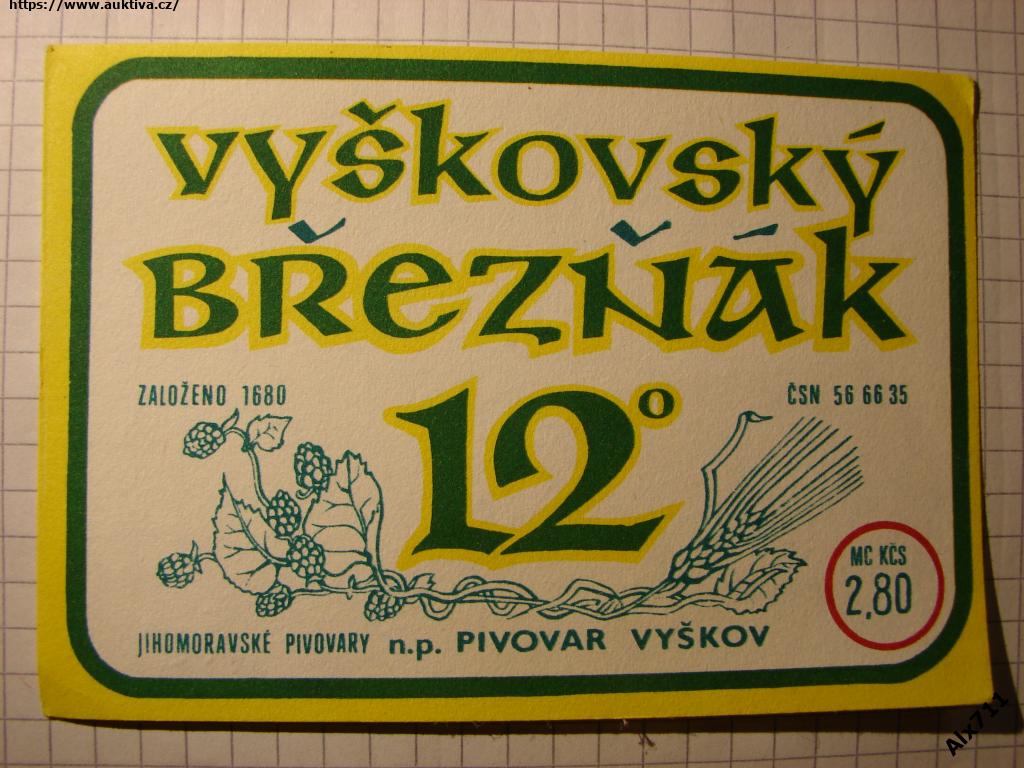 https://www.auktiva.cz/
VYŠKOVSKÝ
BŘEZŇÁK
ZALOŽENO 1680
12°
ČSN 56 66 35
MC KČS
2,80
JIHOMORAVSKÉ PIVOVARY n.p. PIVOVAR VYŠKOV
Alx711